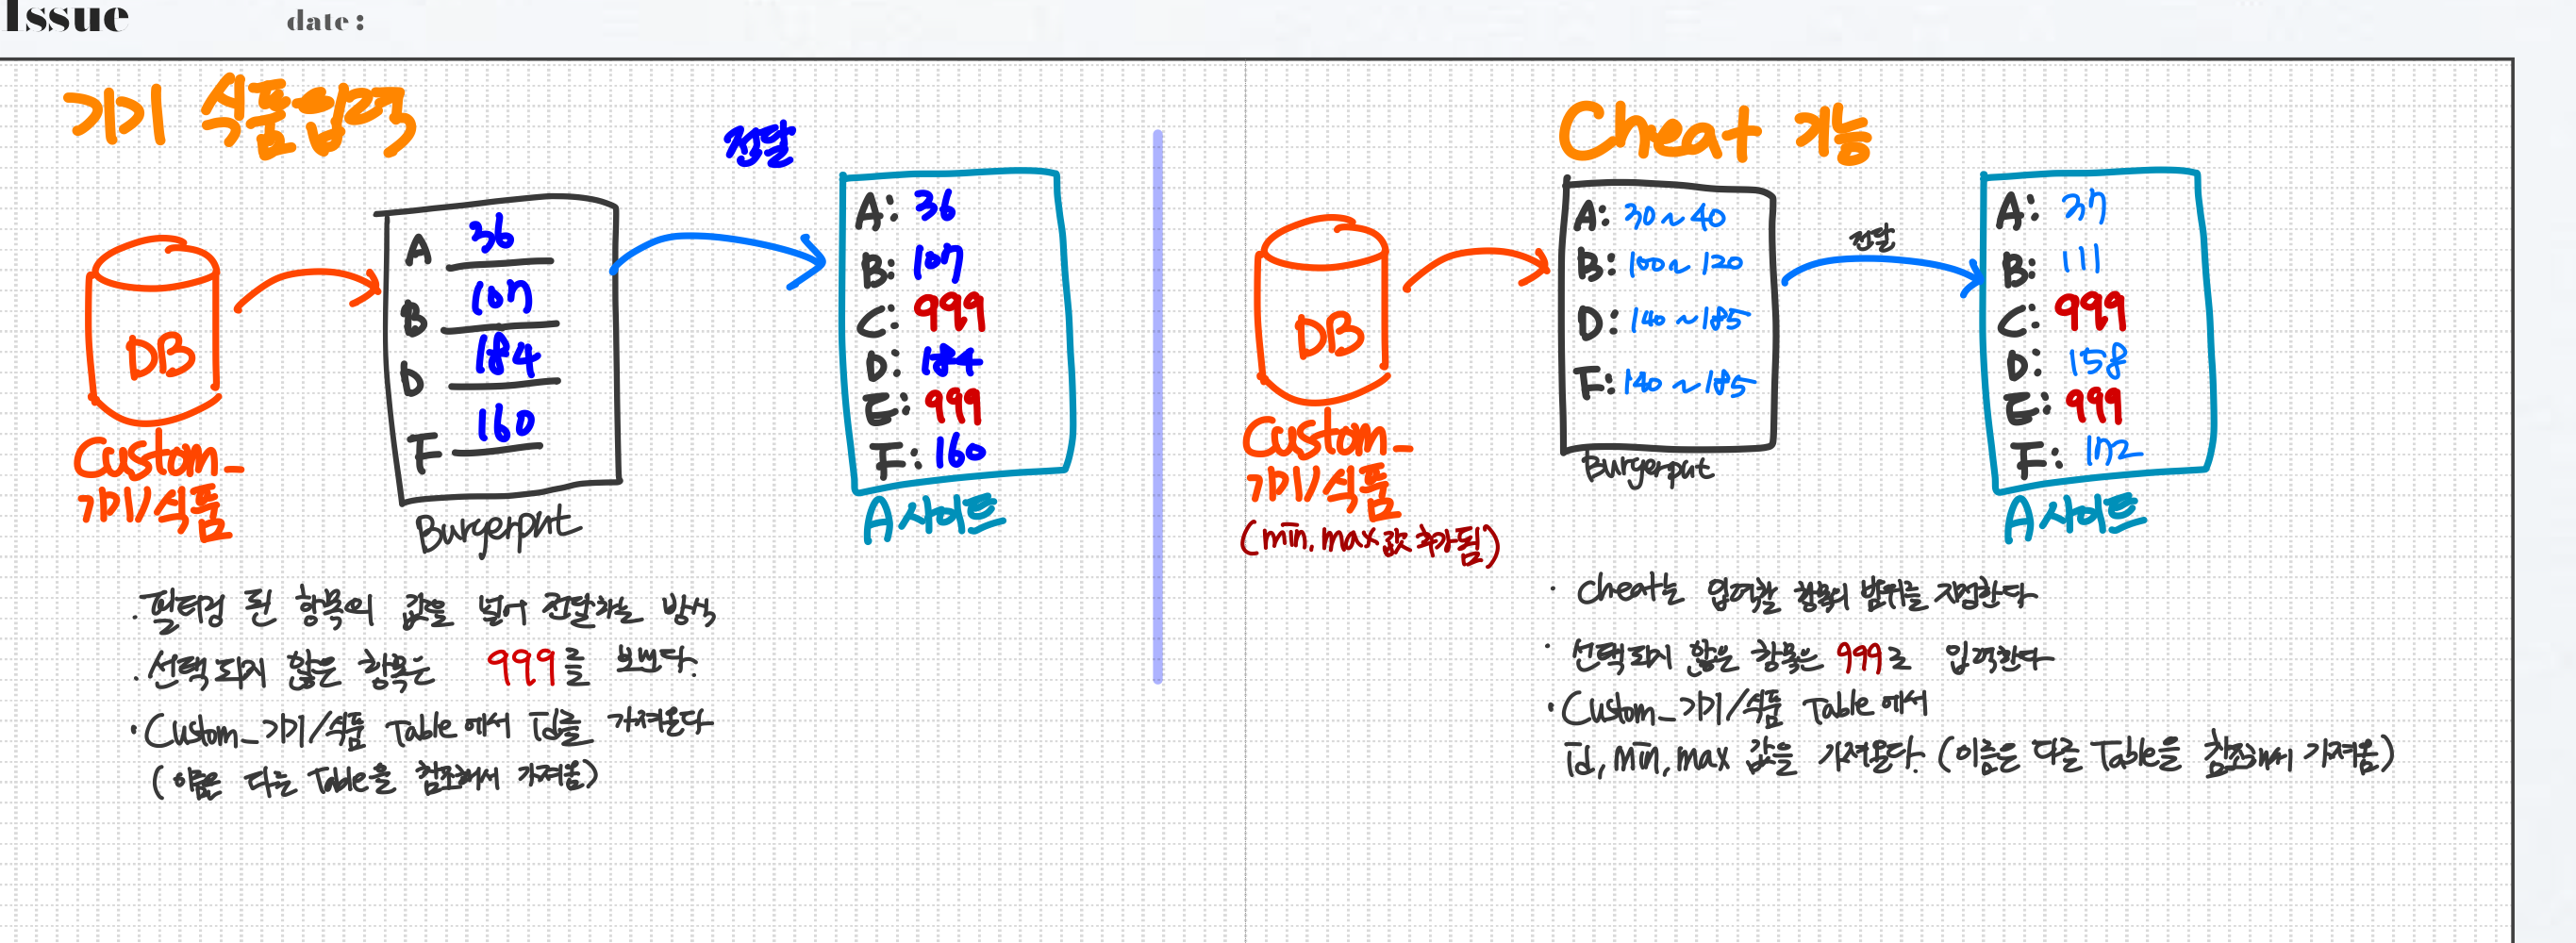 Issue
date:
기기 식품입력
전달
A 36
B 107
D 184
F 160
Burgerput
DB
Custom_
기기/식품
A: 36
B: 107
C: 999
D: 184
E: 999
F: 160
A 사이트
· 필터링 된 항목의 값을 넣어 전달하는 방식
· 선택되지 않은 항목은 999를 보낸다.
· Custom_기기/식품 Table에서 id를 가져온다
(이름은 다른 Table을 참조해서 가져옴)
Cheat 기능
DB
Custom_
기기/식품
(min, max 값 추가됨)
A: 30~40
B: 100~120
D: 140~185
F: 140~185
Burgerput
전달
A: 37
B: 111
C: 999
D: 158
E: 999
F: 172
A 사이트
· cheat는 입력할 항목의 범위를 지정한다
· 선택되지 않은 항목은 999로 입력한다
· Custom_기기/식품 Table에서
id, min, max 값을 가져온다. (이름은 다른 Table을 참조해서 가져옴)